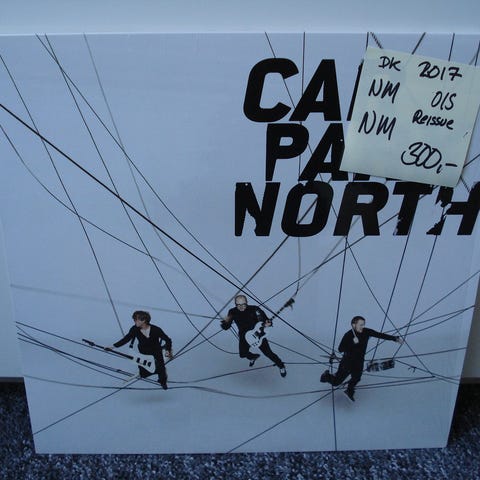 CA
PA
NORTH
DK 2017
NM OIS
NM Reissue
300,-